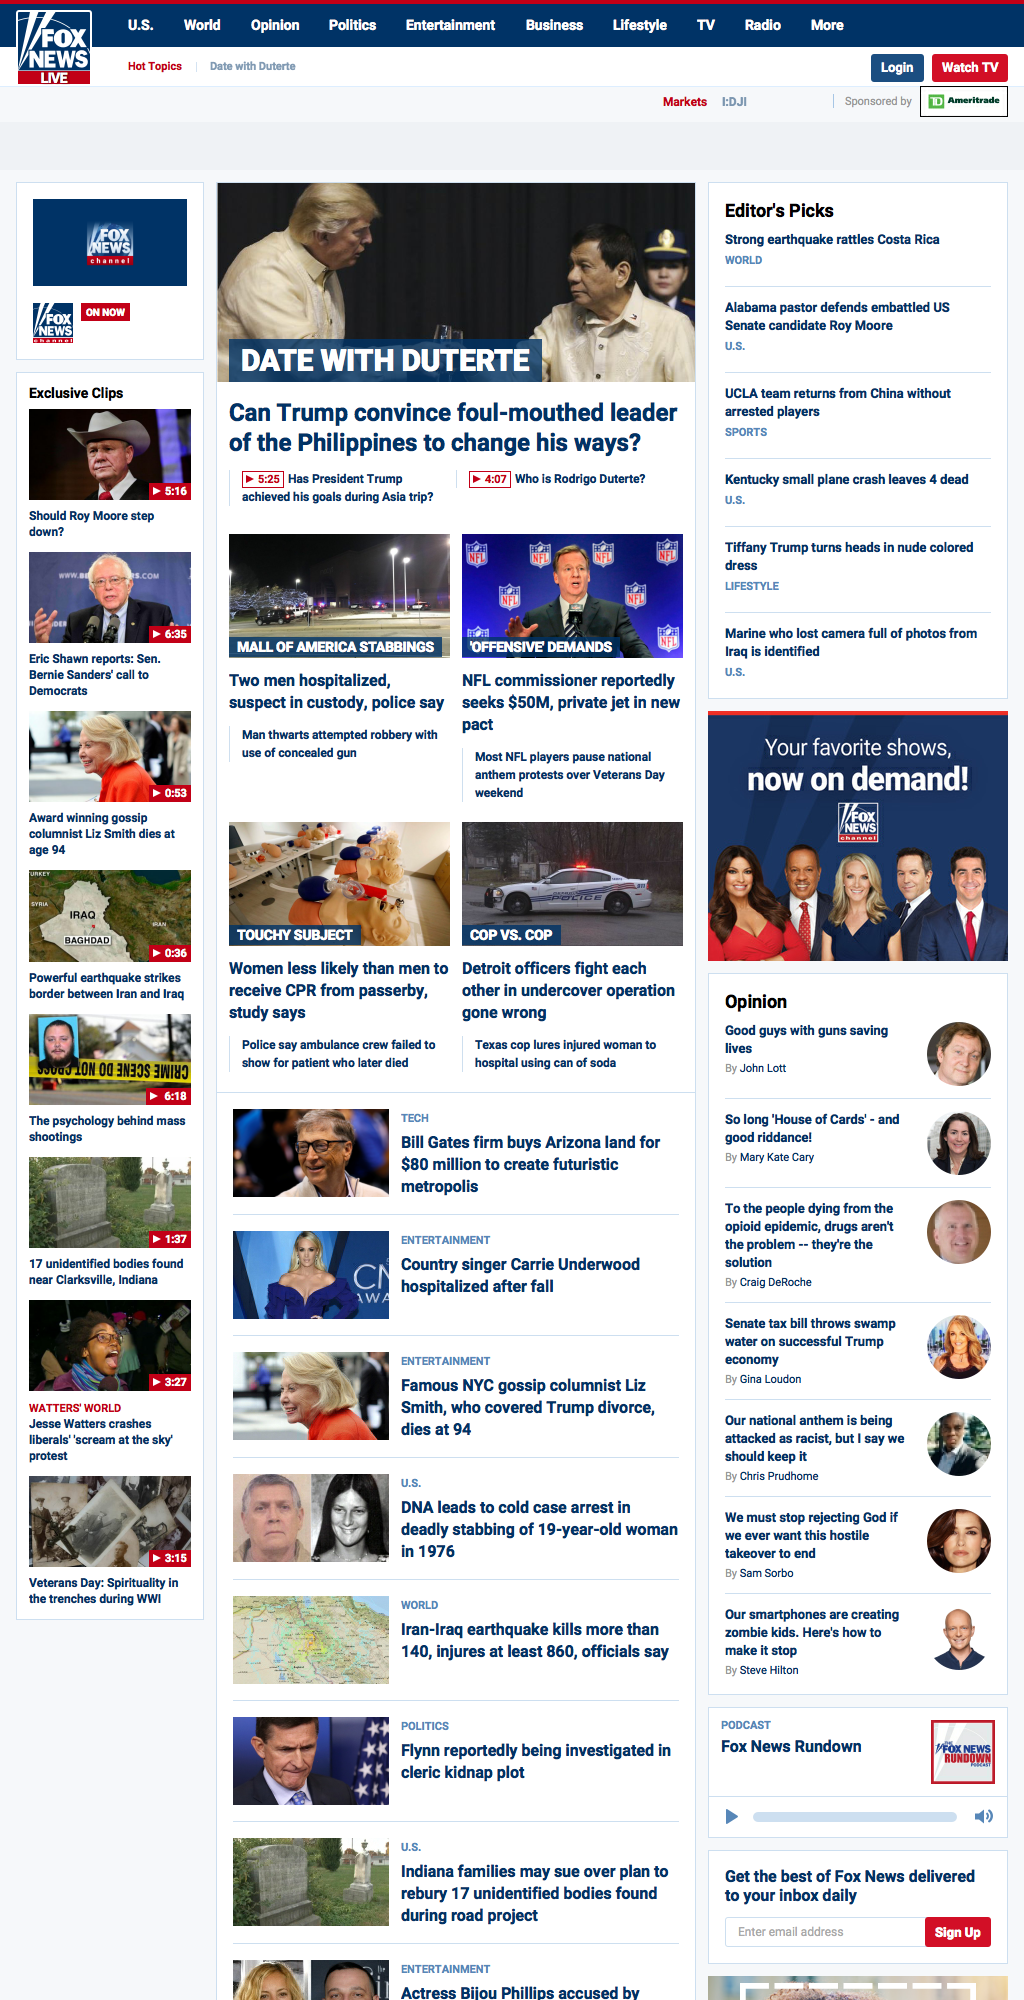 U.S. World Opinion Politics Entertainment Business Lifestyle TV Radio More
FOX
NEWS
LIVE
Hot Topics Date with Duterte
Login Watch TV
Markets I:DJI Sponsored by TD Ameritrade
FOX
NEWS
channel
FOX
NEWS
channel
ON NOW
Exclusive Clips
5:16
Should Roy Moore step
down?
6:35
Eric Shawn reports: Sen.
Bernie Sanders' call to
Democrats
0:53
Award winning gossip
columnist Liz Smith dies at
age 94
SYRIA
IRAQ
IRAN
BAGHDAD
0:36
Powerful earthquake strikes
border between Iran and Iraq
CRIME SCENE DO NOT CROSS
6:18
The psychology behind mass
shootings
1:37
17 unidentified bodies found
near Clarksville, Indiana
3:27
WATTERS' WORLD
Jesse Watters crashes
liberals' 'scream at the sky'
protest
3:15
Veterans Day: Spirituality in
the trenches during WWI
DATE WITH DUTERTE
Can Trump convince foul-mouthed leader
of the Philippines to change his ways?
5:25 Has President Trump
achieved his goals during Asia trip?
4:07 Who is Rodrigo Duterte?
MALL OF AMERICA STABBINGS
Two men hospitalized,
suspect in custody, police say
Man thwarts attempted robbery with
use of concealed gun
NFL
NFL
NFL
NFL
NFL
NFL
'OFFENSIVE' DEMANDS
NFL commissioner reportedly
seeks $50M, private jet in new
pact
Most NFL players pause national
anthem protests over Veterans Day
weekend
TOUCHY SUBJECT
Women less likely than men to
receive CPR from passerby,
study says
Police say ambulance crew failed to
show for patient who later died
POLICE
COP VS. COP
Detroit officers fight each
other in undercover operation
gone wrong
Texas cop lures injured woman to
hospital using can of soda
TECH
Bill Gates firm buys Arizona land for
$80 million to create futuristic
metropolis
ENTERTAINMENT
Country singer Carrie Underwood
hospitalized after fall
ENTERTAINMENT
Famous NYC gossip columnist Liz
Smith, who covered Trump divorce,
dies at 94
U.S.
DNA leads to cold case arrest in
deadly stabbing of 19-year-old woman
in 1976
WORLD
Iran-Iraq earthquake kills more than
140, injures at least 860, officials say
POLITICS
Flynn reportedly being investigated in
cleric kidnap plot
U.S.
Indiana families may sue over plan to
rebury 17 unidentified bodies found
during road project
ENTERTAINMENT
Actress Bijou Phillips accused by
Editor's Picks
Strong earthquake rattles Costa Rica
WORLD
Alabama pastor defends embattled US
Senate candidate Roy Moore
U.S.
UCLA team returns from China without
arrested players
SPORTS
Kentucky small plane crash leaves 4 dead
U.S.
Tiffany Trump turns heads in nude colored
dress
LIFESTYLE
Marine who lost camera full of photos from
Iraq is identified
U.S.
Your favorite shows,
now on demand!
FOX
NEWS
channel
Opinion
Good guys with guns saving
lives
By John Lott
So long 'House of Cards' - and
good riddance!
By Mary Kate Cary
To the people dying from the
opioid epidemic, drugs aren't
the problem -- they're the
solution
By Craig DeRoche
Senate tax bill throws swamp
water on successful Trump
economy
By Gina Loudon
Our national anthem is being
attacked as racist, but I say we
should keep it
By Chris Prudhome
We must stop rejecting God if
we ever want this hostile
takeover to end
By Sam Sorbo
Our smartphones are creating
zombie kids. Here's how to
make it stop
By Steve Hilton
PODCAST
Fox News Rundown
THE
FOX NEWS
RUNDOWN
PODCAST
Get the best of Fox News delivered
to your inbox daily
Enter email address Sign Up